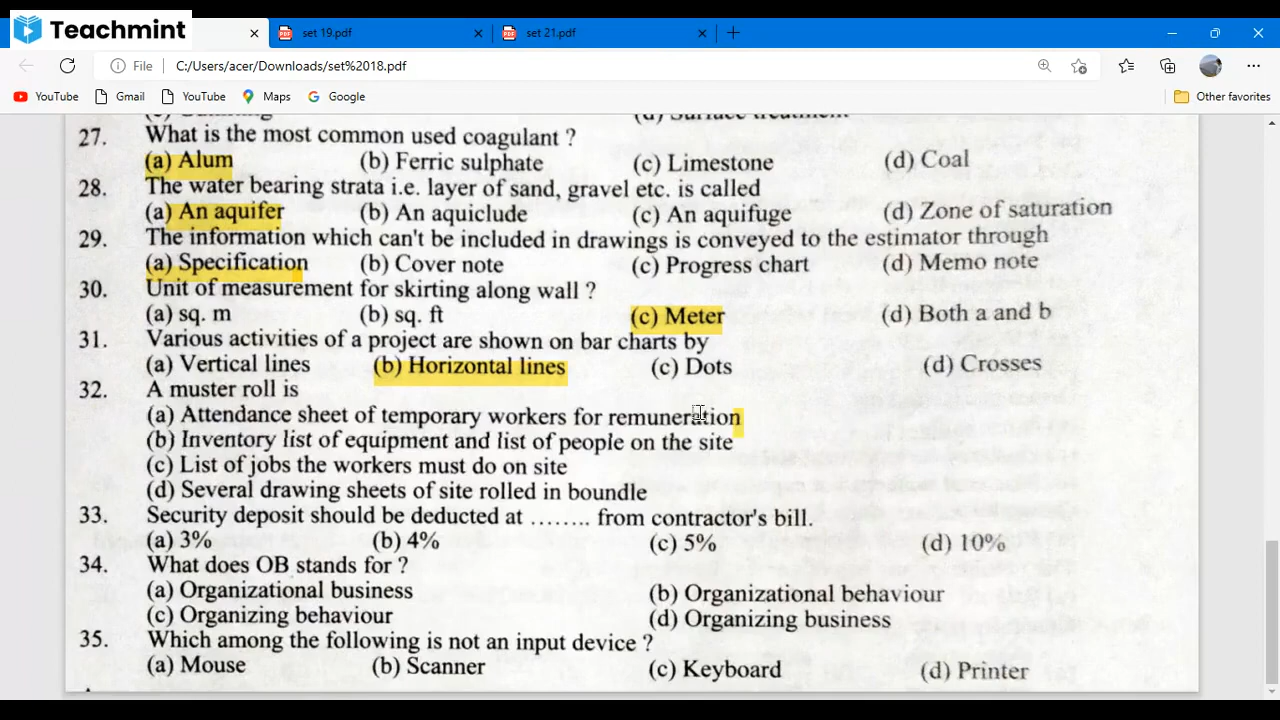 Teachmint
set 19.pdf
set 21.pdf
File
C:/Users/acer/Downloads/set%2018.pdf
YouTube
Gmail
YouTube
Maps
Google
Other favorites
27. What is the most common used coagulant ?
(a) Alum (b) Ferric sulphate (c) Limestone (d) Coal
28. The water bearing strata i.e. layer of sand, gravel etc. is called
(a) An aquifer (b) An aquiclude (c) An aquifuge (d) Zone of saturation
29. The information which can't be included in drawings is conveyed to the estimator through
(a) Specification (b) Cover note (c) Progress chart (d) Memo note
30. Unit of measurement for skirting along wall ?
(a) sq. m (b) sq. ft (c) Meter (d) Both a and b
31. Various activities of a project are shown on bar charts by
(a) Vertical lines (b) Horizontal lines (c) Dots (d) Crosses
32. A muster roll is
(a) Attendance sheet of temporary workers for remuneration
(b) Inventory list of equipment and list of people on the site
(c) List of jobs the workers must do on site
(d) Several drawing sheets of site rolled in boundle
33. Security deposit should be deducted at ........ from contractor's bill.
(a) 3% (b) 4% (c) 5% (d) 10%
34. What does OB stands for ?
(a) Organizational business (b) Organizational behaviour
(c) Organizing behaviour (d) Organizing business
35. Which among the following is not an input device ?
(a) Mouse (b) Scanner (c) Keyboard (d) Printer